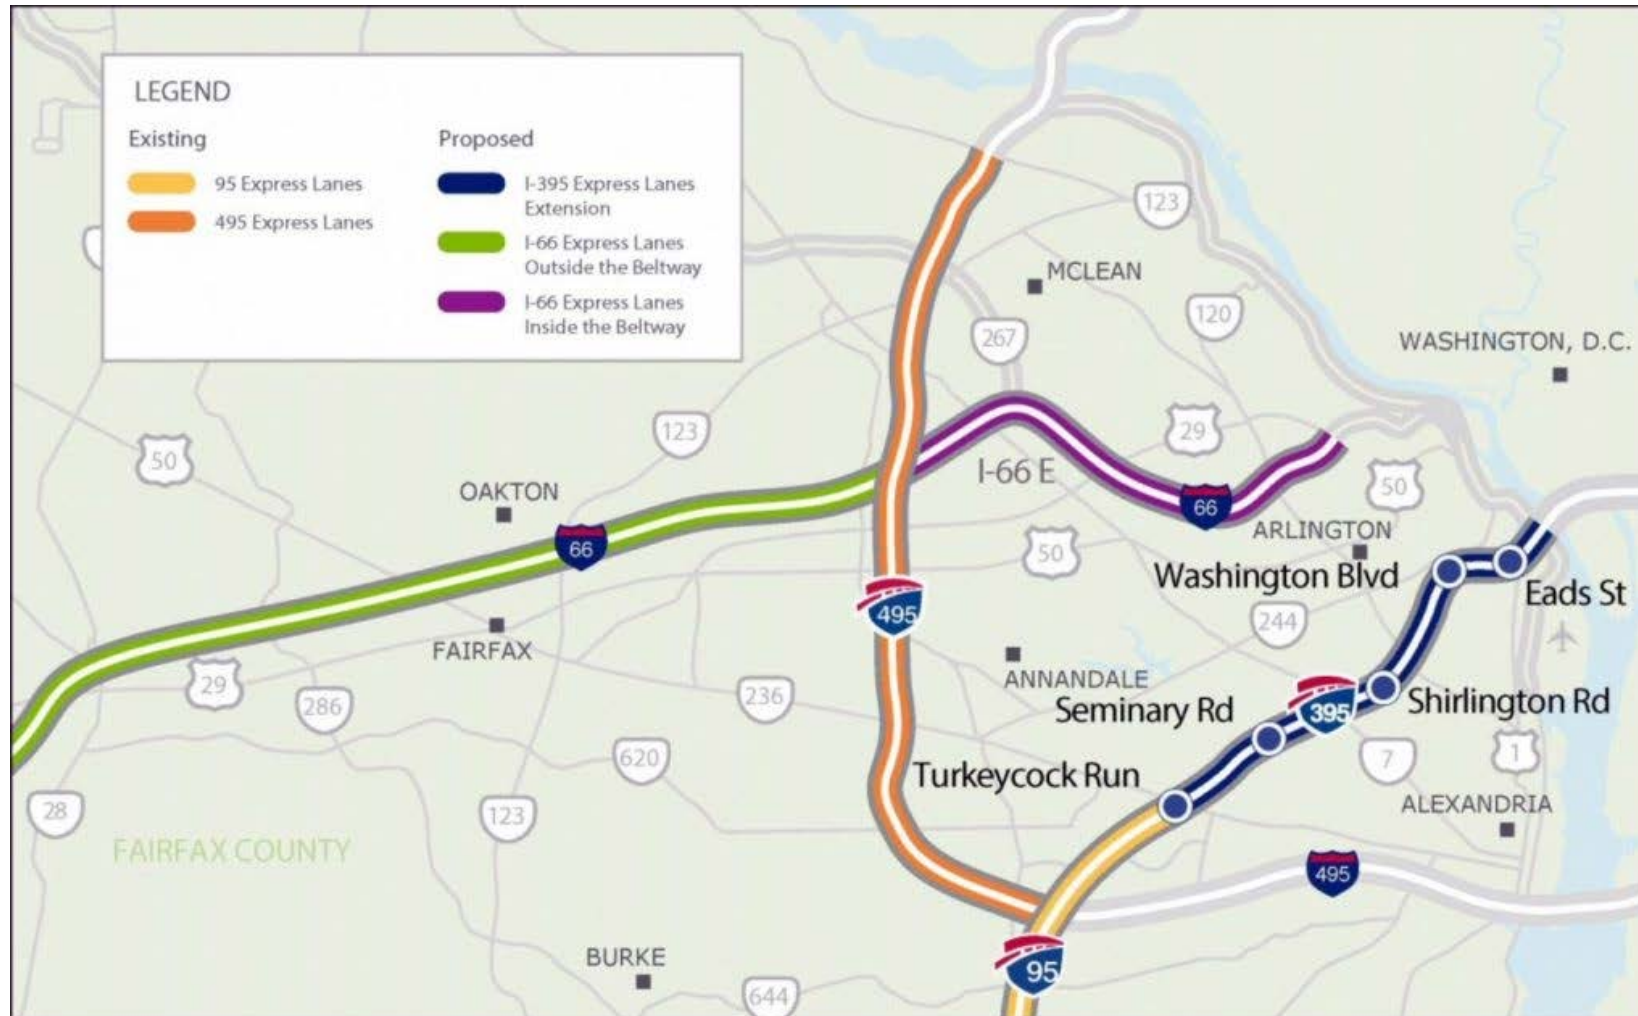 LEGEND
Existing
95 Express Lanes
495 Express Lanes
Proposed
I-395 Express Lanes
Extension
I-66 Express Lanes
Outside the Beltway
I-66 Express Lanes
Inside the Beltway
123
MCLEAN
120
267
WASHINGTON, D.C.
123
29
50
I-66 E
50
OAKTON
66
66
ARLINGTON
50
Washington Blvd
Eads St
495
244
FAIRFAX
ANNANDALE
29
286
236
Seminary Rd
395
Shirlington Rd
620
7
1
Turkeycock Run
28
123
ALEXANDRIA
FAIRFAX COUNTY
495
BURKE
95
644